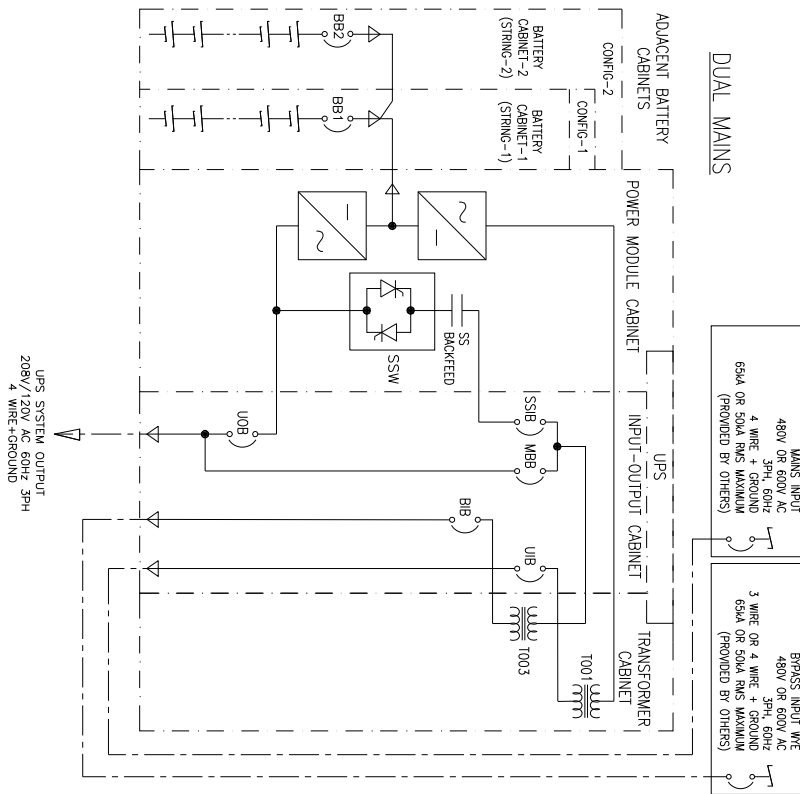 DUAL MAINS
MAINS INPUT
480V OR 600V AC
3PH, 60Hz
4 WIRE + GROUND
65kA OR 50kA RMS MAXIMUM
(PROVIDED BY OTHERS)
BYPASS INPUT WYE
480V OR 600V AC
3PH, 60Hz
3 WIRE OR 4 WIRE + GROUND
65kA OR 50kA RMS MAXIMUM
(PROVIDED BY OTHERS)
ADJACENT BATTERY
CABINETS
CONFIG-2
CONFIG-1
UPS
POWER MODULE CABINET
INPUT-OUTPUT CABINET
TRANSFORMER
CABINET
BATTERY
CABINET-2
(STRING-2)
BATTERY
CABINET-1
(STRING-1)
T001
T003
SSIB
MBB
UIB
BIB
SS
BACKFEED
SSW
BB2
BB1
UOB
UPS SYSTEM OUTPUT
208V/120V AC 60Hz 3PH
4 WIRE+GROUND